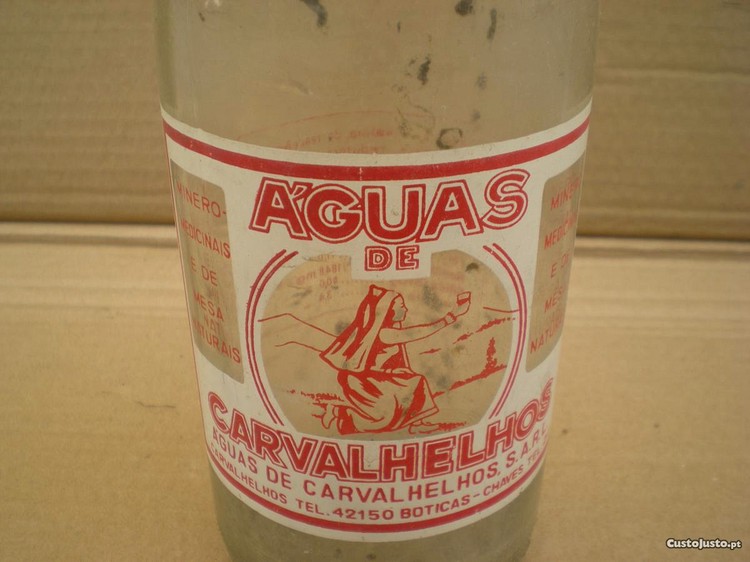 ÁGUAS
DE
CARVALHELHOS
ÁGUAS DE CARVALHELHOS, S.A.R.L.
CARVALHELHOS TEL. 42150 BOTICAS - CHAVES
MINERO-
MEDICINAIS
E DE
MESA
NATURAIS
MINERO
MEDICINAIS
E DE
MESA
NATUR
CustoJusto.pt